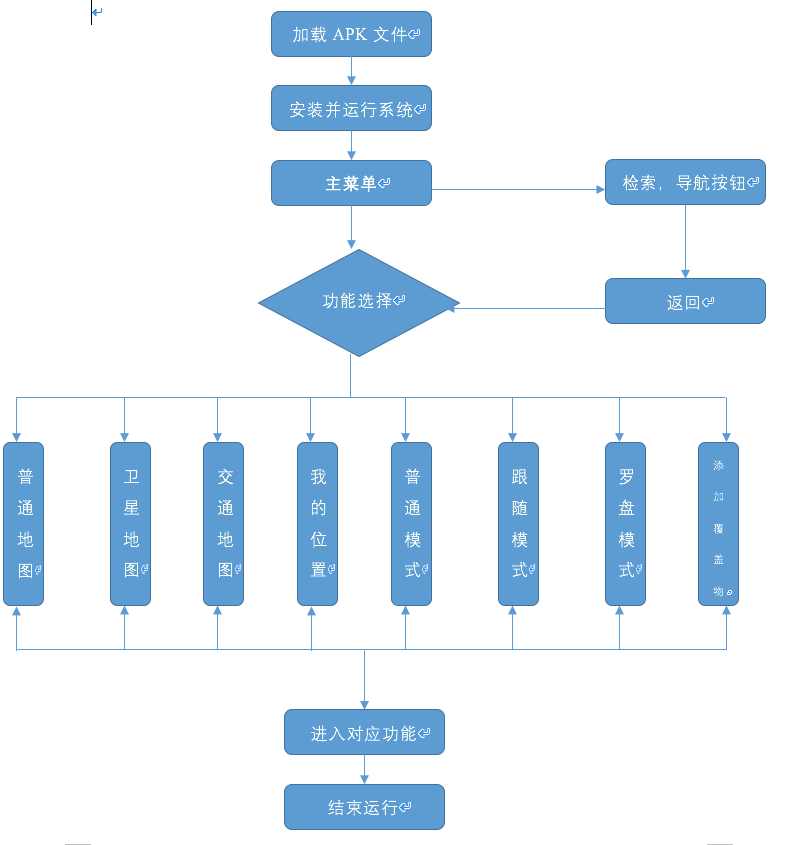 加载 APK 文件
安装并运行系统
主菜单
检索，导航按钮
功能选择
返回
普通地图
卫星地图
交通地图
我的位置
普通模式
跟随模式
罗盘模式
添加覆盖物
进入对应功能
结束运行